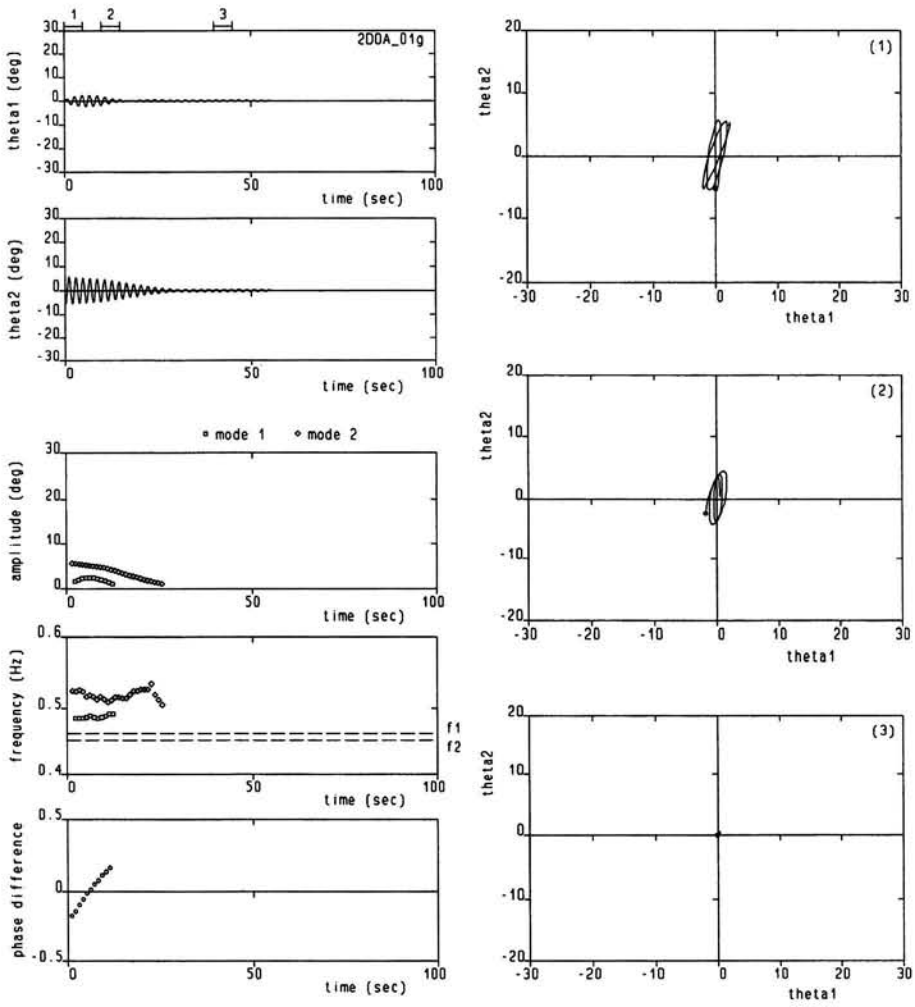 1 2 3
2DOA_01g
theta1 (deg)
30
20
10
0
-10
-20
-30
0 50 100
time (sec)
theta2 (deg)
30
20
10
0
-10
-20
-30
0 50 100
time (sec)
mode 1 mode 2
amplitude (deg)
30
20
10
0
0 50 100
time (sec)
frequency (Hz)
0.6
0.5
0.4
f1
f2
0 50 100
time (sec)
phase difference
0.5
0
-0.5
0 50 100
time (sec)
(1)
theta2
20
10
0
-10
-20
-30 -20 -10 0 10 20 30
theta1
(2)
theta2
20
10
0
-10
-20
-30 -20 -10 0 10 20 30
theta1
(3)
theta2
20
10
0
-10
-20
-30 -20 -10 0 10 20 30
theta1